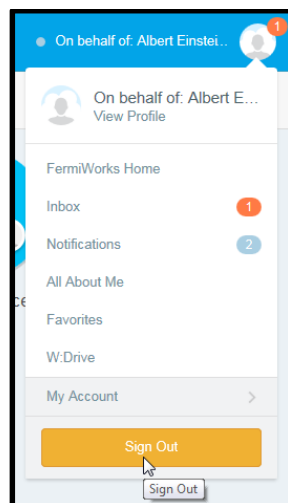 On behalf of: Albert Einstei..
1
On behalf of: Albert E...
View Profile
FermiWorks Home
Inbox 1
Notifications 2
All About Me
Favorites
W:Drive
My Account
Sign Out
Sign Out